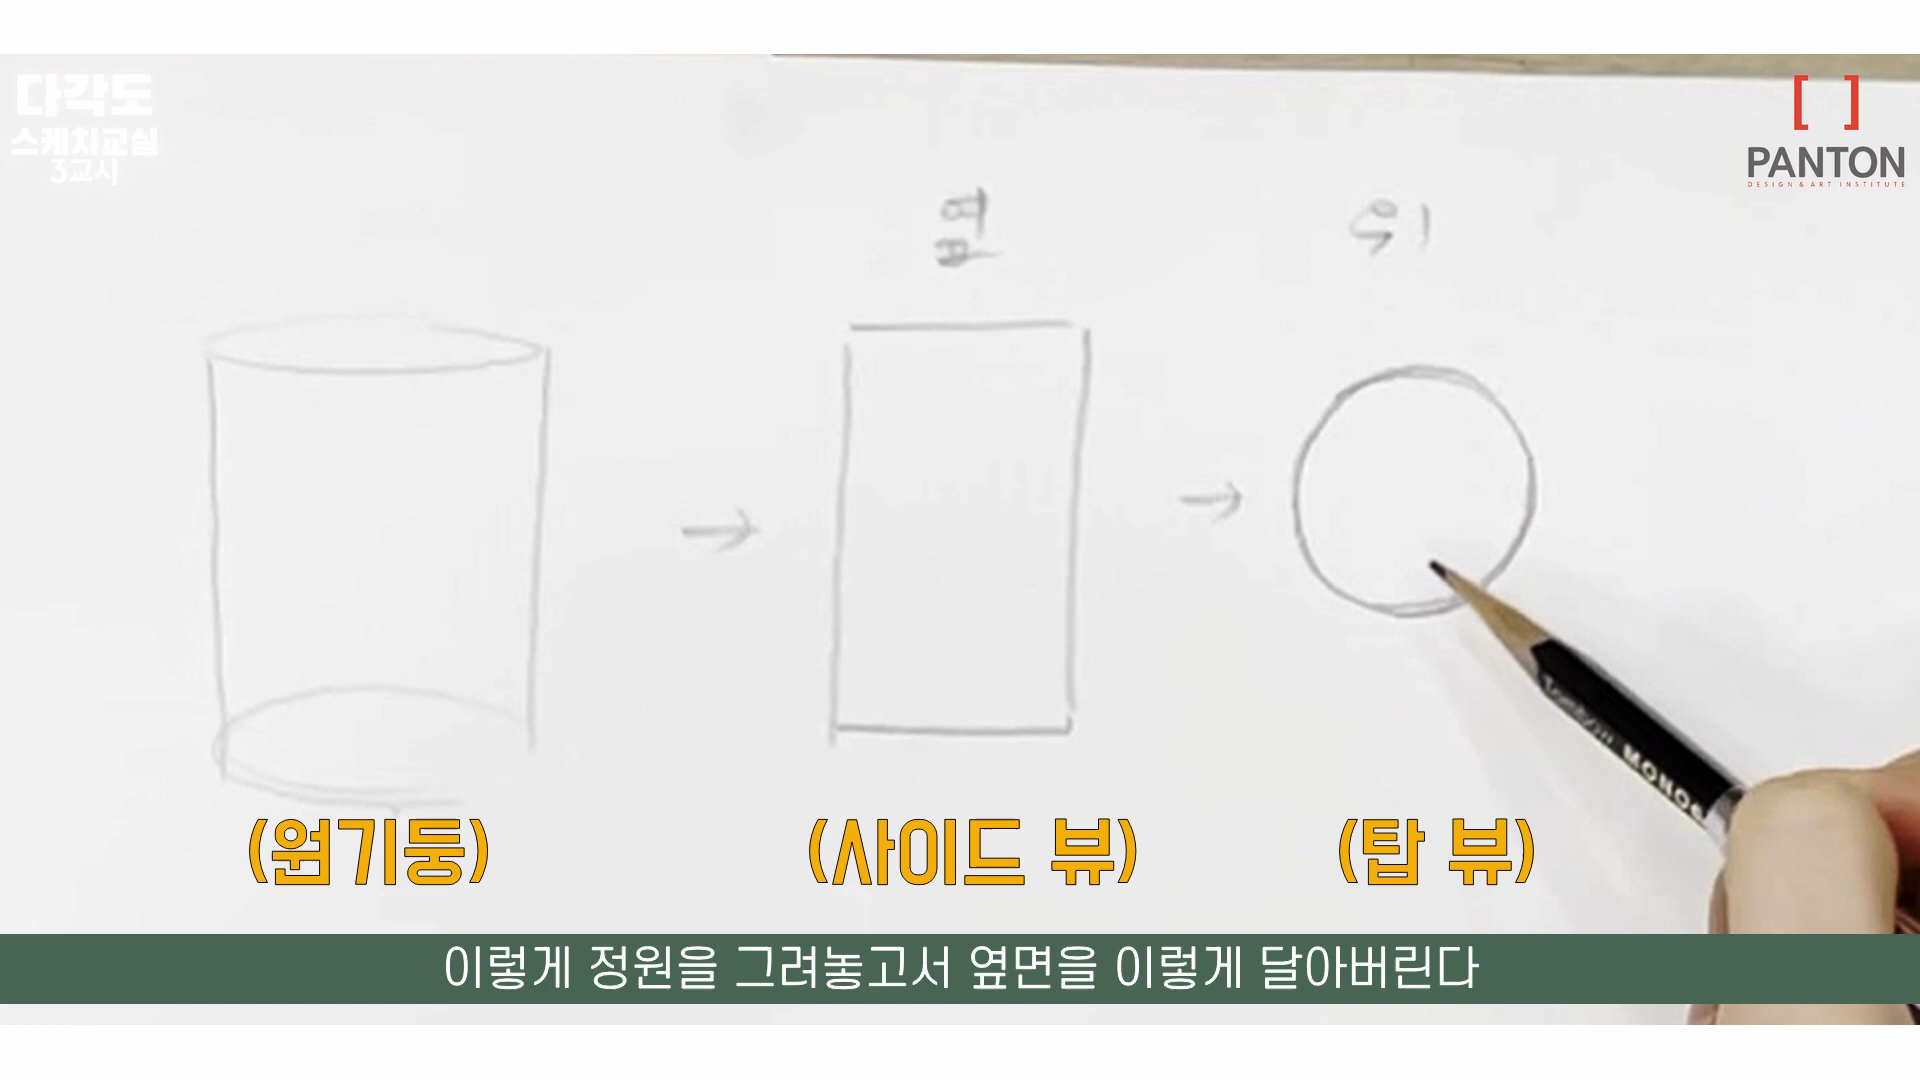 다각도
스케치교실
3교시
[ ]
PANTON
DESIGN & ART INSTITUTE
옆
위
Tombow MONO
(원기둥)
(사이드 뷰)
(탑 뷰)
이렇게 정원을 그려놓고서 옆면을 이렇게 달아버린다